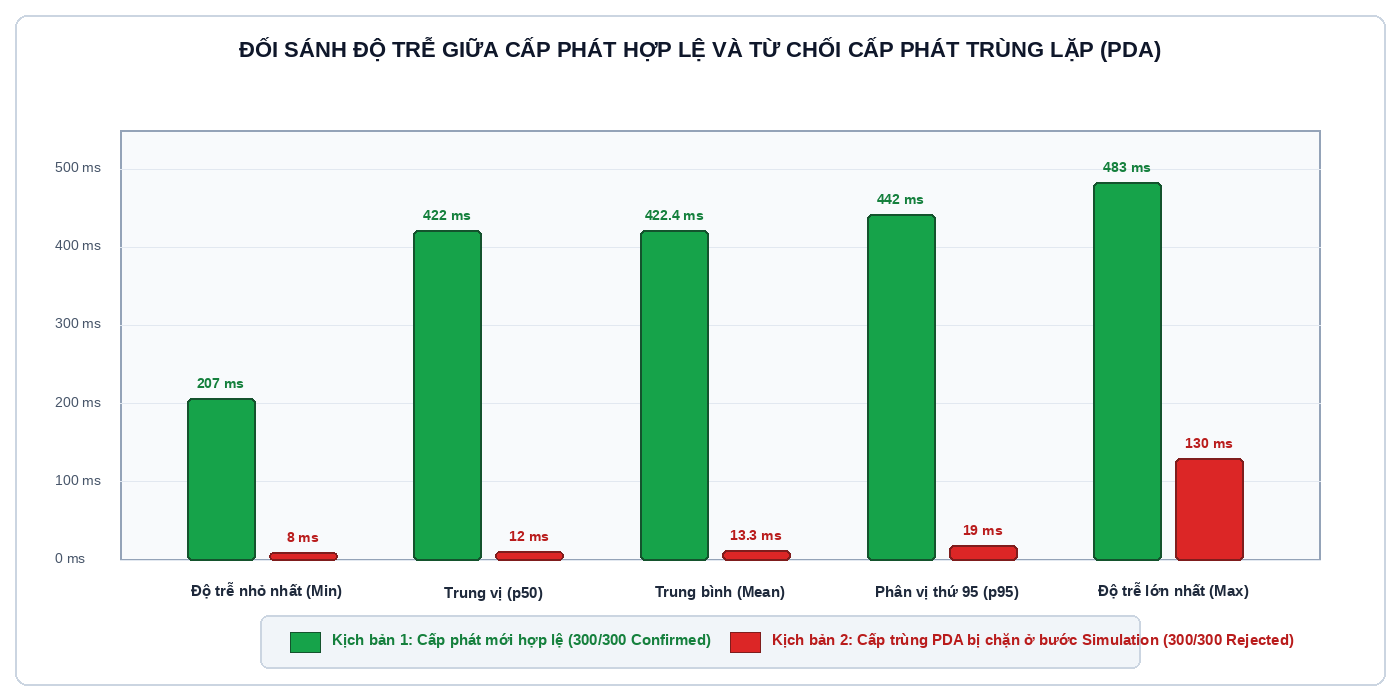 ĐỐI SÁNH ĐỘ TRỄ GIỮA CẤP PHÁT HỢP LỆ VÀ TỪ CHỐI CẤP PHÁT TRÙNG LẶP (PDA)
500 ms
400 ms
300 ms
200 ms
100 ms
0 ms
207 ms
8 ms
422 ms
12 ms
422.4 ms
13.3 ms
442 ms
19 ms
483 ms
130 ms
Độ trễ nhỏ nhất (Min)
Trung vị (p50)
Trung bình (Mean)
Phân vị thứ 95 (p95)
Độ trễ lớn nhất (Max)
Kịch bản 1: Cấp phát mới hợp lệ (300/300 Confirmed)
Kịch bản 2: Cấp trùng PDA bị chặn ở bước Simulation (300/300 Rejected)